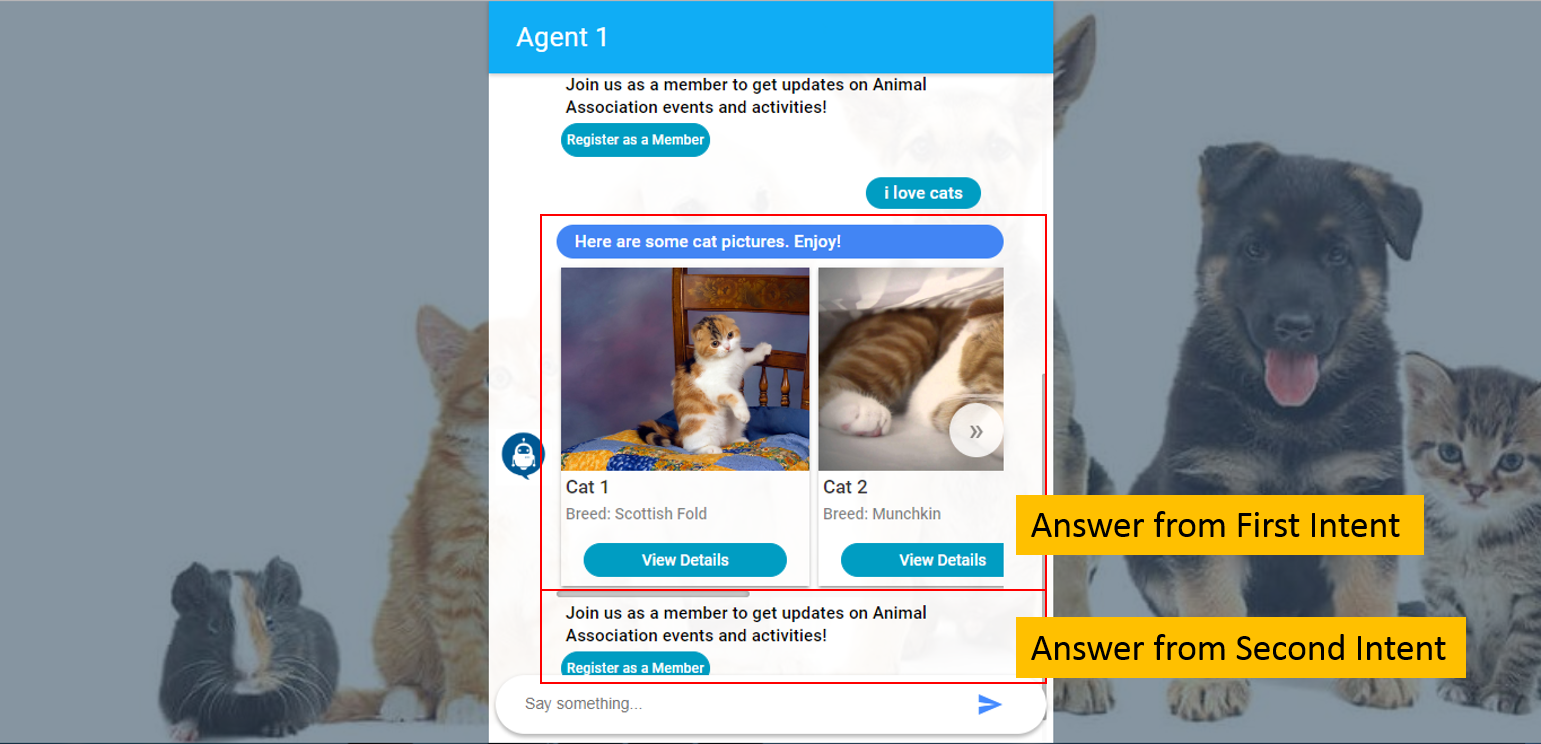 Agent 1
Join us as a member to get updates on Animal
Association events and activities!
Register as a Member
i love cats
Here are some cat pictures. Enjoy!
»
Cat 1
Breed: Scottish Fold
View Details
Cat 2
Breed: Munchkin
View Details
Answer from First Intent
Join us as a member to get updates on Animal
Association events and activities!
Register as a Member
Answer from Second Intent
Say something...